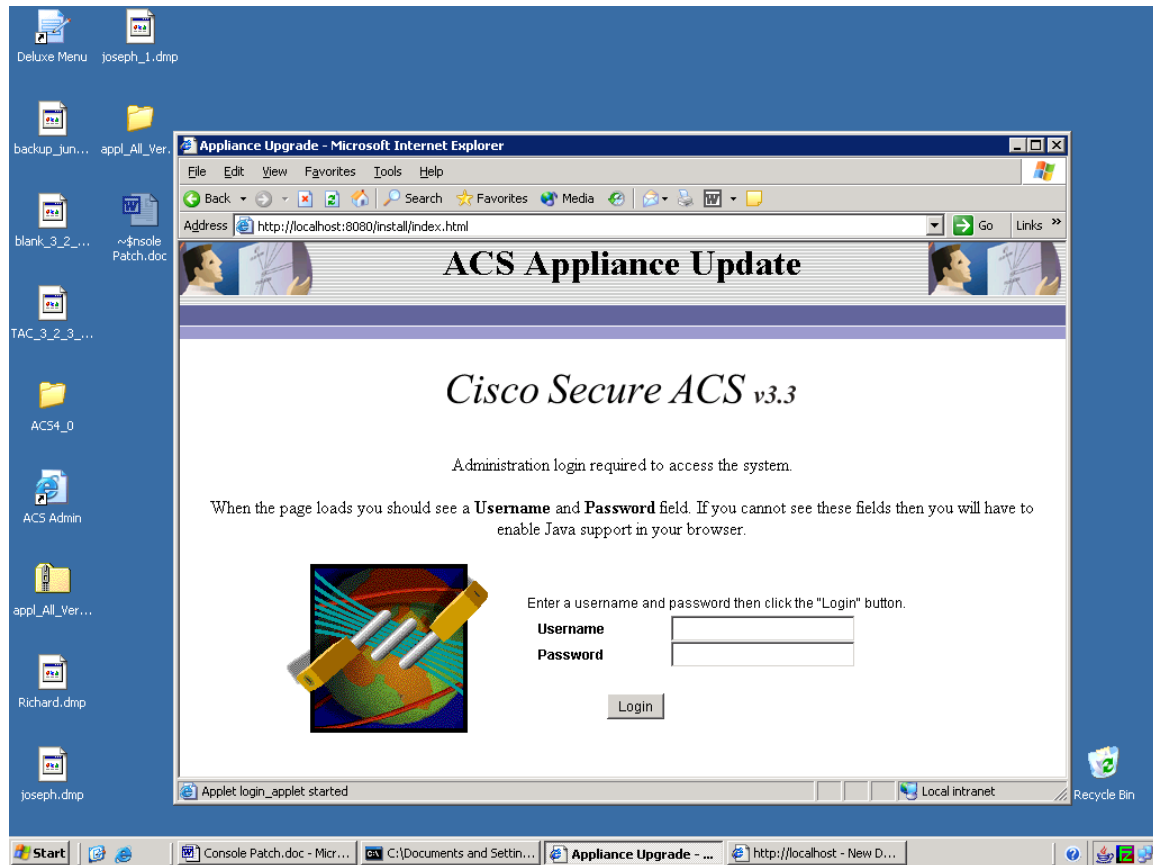 Deluxe Menu
joseph_1.dmp
backup_jun...
appl_All_Ver.
blank_3_2_...
~$nsole
Patch.doc
TAC_3_2_3_...
ACS4_0
ACS Admin
appl_All_Ver...
Richard.dmp
joseph.dmp
Appliance Upgrade - Microsoft Internet Explorer
File Edit View Favorites Tools Help
Back Search Favorites Media
Address http://localhost:8080/install/index.html Go Links »
ACS Appliance Update
Cisco Secure ACS v3.3
Administration login required to access the system.
When the page loads you should see a Username and Password field. If you cannot see these fields then you will have to
enable Java support in your browser.
Enter a username and password then click the "Login" button.
Username
Password
Login
Applet login_applet started
Local intranet
Recycle Bin
Start
Console Patch.doc - Micr...
C:\Documents and Settin...
Appliance Upgrade - ...
http://localhost - New D...